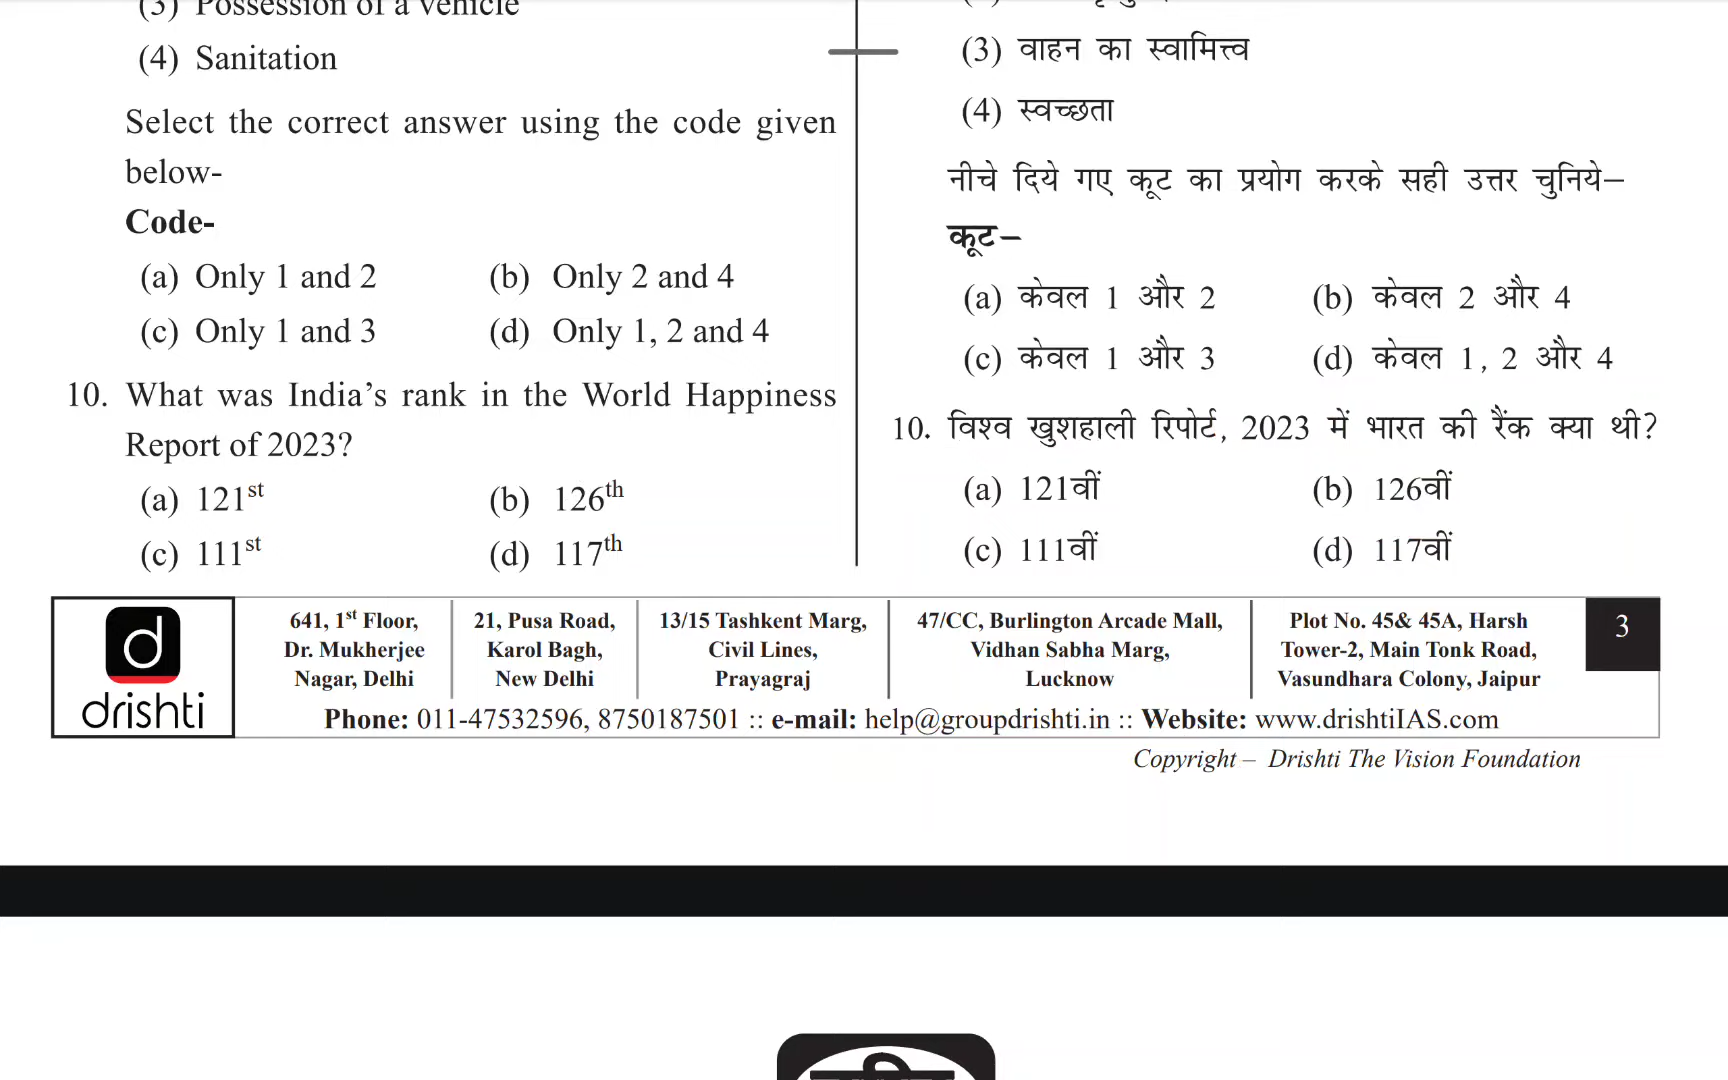 (3) Possession of a vehicle
(4) Sanitation
Select the correct answer using the code given
below-
Code-
(a) Only 1 and 2 (b) Only 2 and 4
(c) Only 1 and 3 (d) Only 1, 2 and 4
10. What was India's rank in the World Happiness
Report of 2023?
(a) 121st (b) 126th
(c) 111st (d) 117th
(3) वाहन का स्वामित्त्व
(4) स्वच्छता
नीचे दिये गए कूट का प्रयोग करके सही उत्तर चुनिये–
कूट–
(a) केवल 1 और 2 (b) केवल 2 और 4
(c) केवल 1 और 3 (d) केवल 1, 2 और 4
10. विश्व खुशहाली रिपोर्ट, 2023 में भारत की रैंक क्या थी?
(a) 121वीं (b) 126वीं
(c) 111वीं (d) 117वीं
drishti
641, 1st Floor,
Dr. Mukherjee
Nagar, Delhi
21, Pusa Road,
Karol Bagh,
New Delhi
13/15 Tashkent Marg,
Civil Lines,
Prayagraj
47/CC, Burlington Arcade Mall,
Vidhan Sabha Marg,
Lucknow
Plot No. 45& 45A, Harsh
Tower-2, Main Tonk Road,
Vasundhara Colony, Jaipur
3
Phone: 011-47532596, 8750187501 :: e-mail: help@groupdrishti.in :: Website: www.drishtiIAS.com
Copyright – Drishti The Vision Foundation